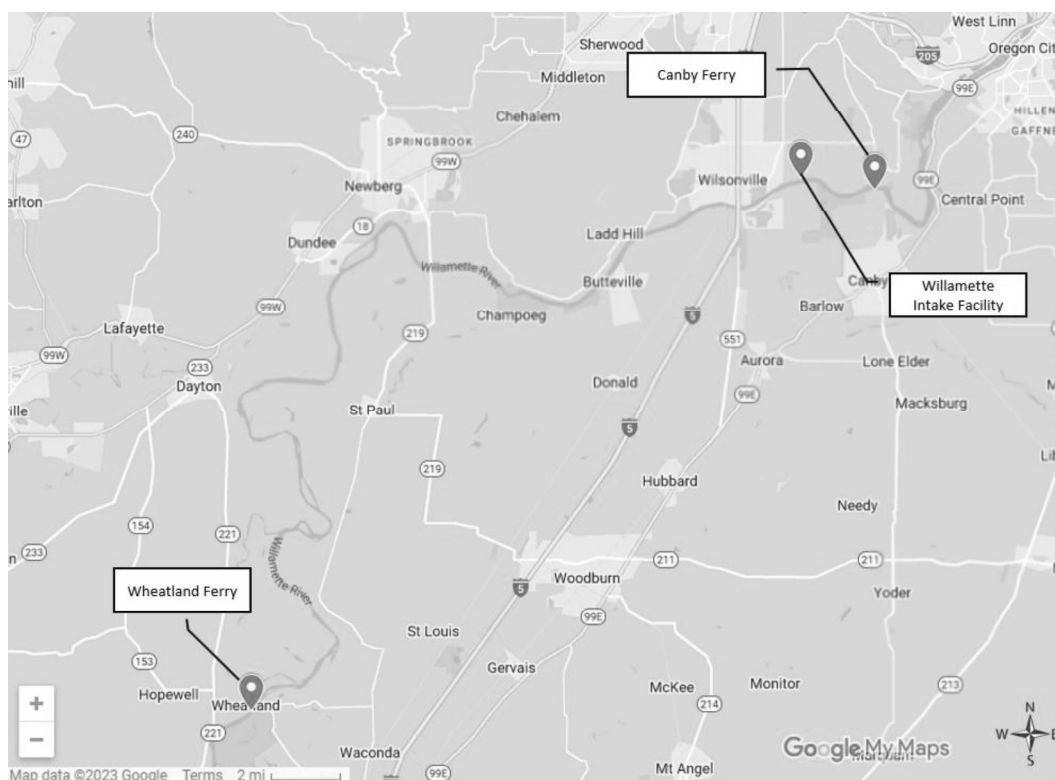 West Linn
Sherwood
Oregon City
205
Canby Ferry
Middleton
99E
47
Chehalem
HILLEN
240
GAFFNE
SPRINGBROOK
99W
Newberg
Wilsonville
99E
arlton
Central Point
18
Ladd Hill
Dundee
Willamette River
Butteville
Canby
Willamette
Intake Facility
99W
Champoeg
Barlow
Lafayette
5
219
551
99W
233
Aurora
Lone Elder
Dayton
Donald
99E
St Paul
Macksburg
ville
5
219
Hubbard
Needy
154
221
233
Willamette River
211
211
Woodburn
Wheatland Ferry
5
Yoder
99E
St Louis
153
Gervais
Hopewell
McKee
Monitor
213
+
Wheatland
214
N
W
E
S
−
221
Waconda
Google My Maps
Map data ©2023 Google
Terms
2 mi
99E
Mt Angel